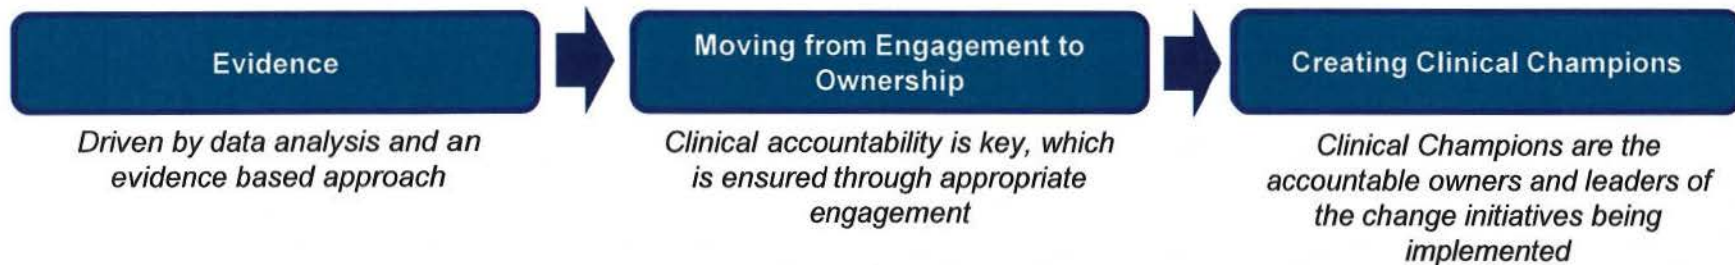 Evidence
Driven by data analysis and an
evidence based approach
Moving from Engagement to
Ownership
Clinical accountability is key, which
is ensured through appropriate
engagement
Creating Clinical Champions
Clinical Champions are the
accountable owners and leaders of
the change initiatives being
implemented